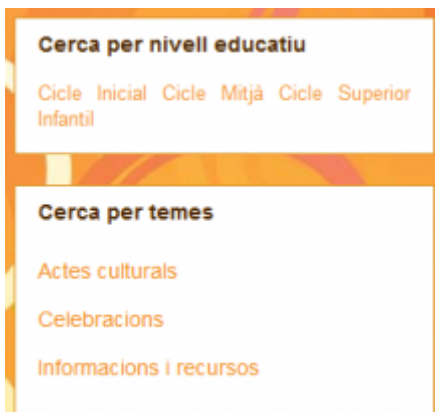 Cerca per nivell educatiu
Cicle Inicial Cicle Mitjà Cicle Superior
Infantil
Cerca per temes
Actes culturals
Celebracions
Informacions i recursos